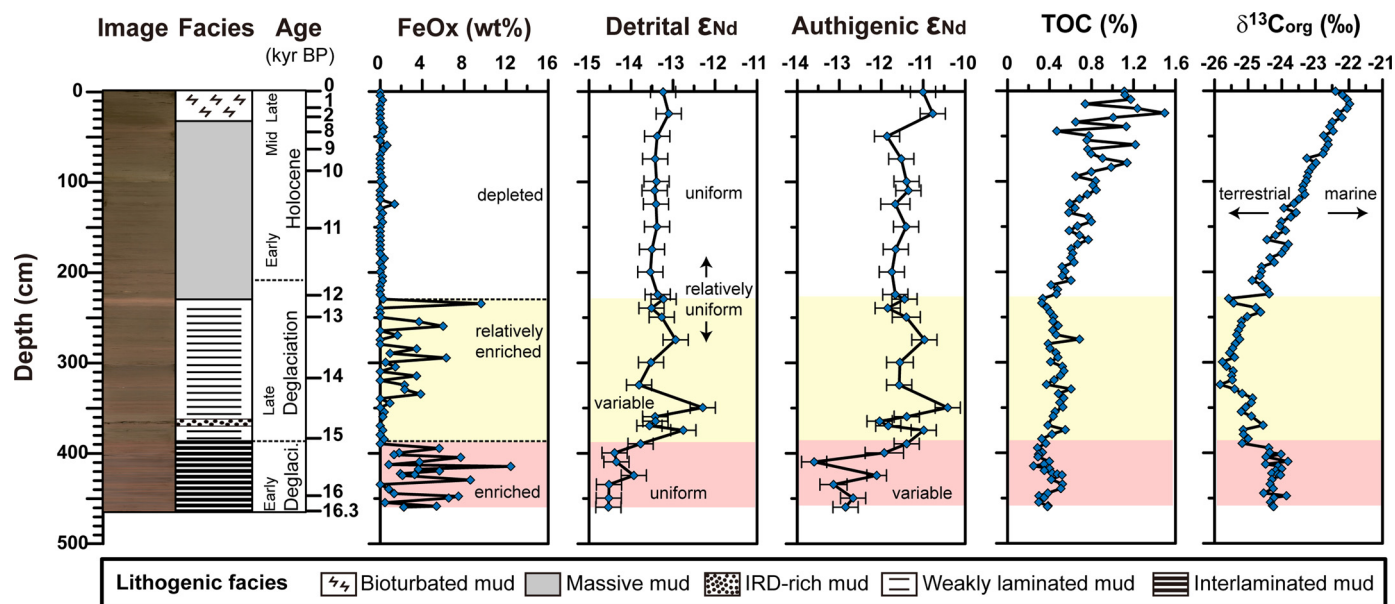 Image Facies Age
(kyr BP)
FeOx (wt%)
Detrital εNd
Authigenic εNd
TOC (%)
δ13Corg (‰)
0 4 8 12 16
-15 -14 -13 -12 -11
-14 -13 -12 -11 -10
0 0.4 0.8 1.2 1.6
-26 -25 -24 -23 -22 -21
Depth (cm)
0
100
200
300
400
500
Late
Mid
Early
Holocene
Late
Deglaciation
Early
Deglaci.
0
1
2
8
9
10
11
12
13
14
15
16
16.3
depleted
relatively
enriched
enriched
uniform
relatively
uniform
variable
uniform
variable
terrestrial marine
Lithogenic facies Bioturbated mud Massive mud IRD-rich mud Weakly laminated mud Interlaminated mud